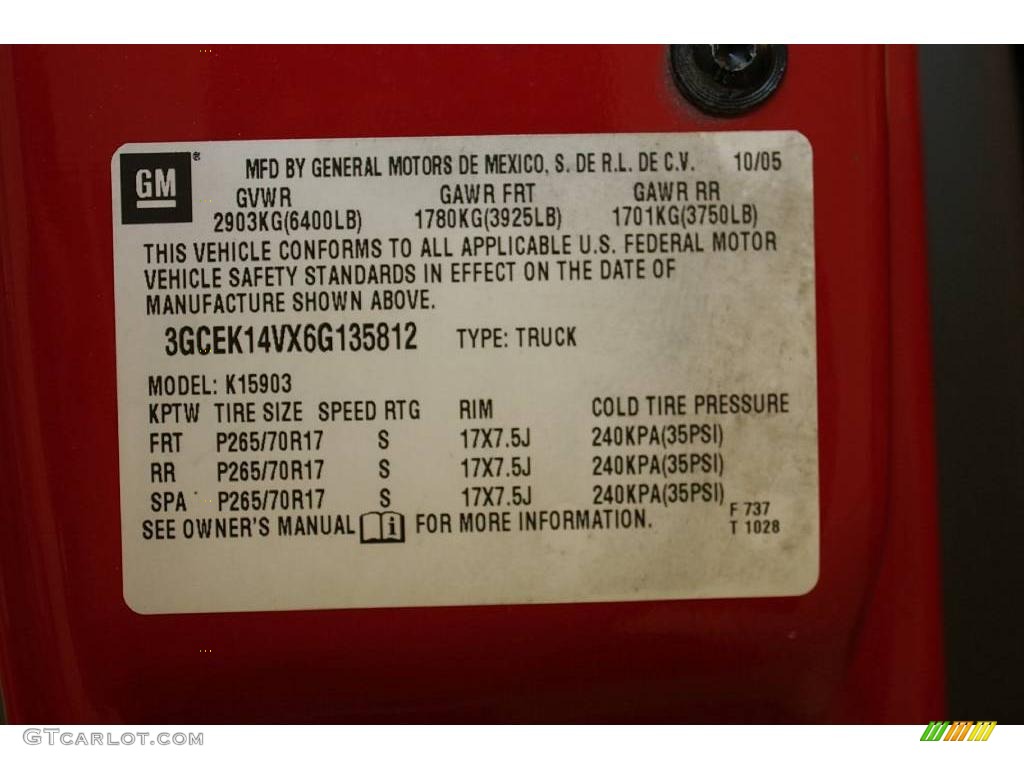 GM® MFD BY GENERAL MOTORS DE MEXICO, S. DE R.L. DE C.V. 10/05
GVWR GAWR FRT GAWR RR
2903KG(6400LB) 1780KG(3925LB) 1701KG(3750LB)
THIS VEHICLE CONFORMS TO ALL APPLICABLE U.S. FEDERAL MOTOR
VEHICLE SAFETY STANDARDS IN EFFECT ON THE DATE OF
MANUFACTURE SHOWN ABOVE.
3GCEK14VX6G135812 TYPE: TRUCK
MODEL: K15903
KPTW TIRE SIZE SPEED RTG RIM COLD TIRE PRESSURE
FRT P265/70R17 S 17X7.5J 240KPA(35PSI)
RR P265/70R17 S 17X7.5J 240KPA(35PSI)
SPA P265/70R17 S 17X7.5J 240KPA(35PSI)
SEE OWNER'S MANUAL i FOR MORE INFORMATION.
F 737
T 1028
GTCARLOT.COM